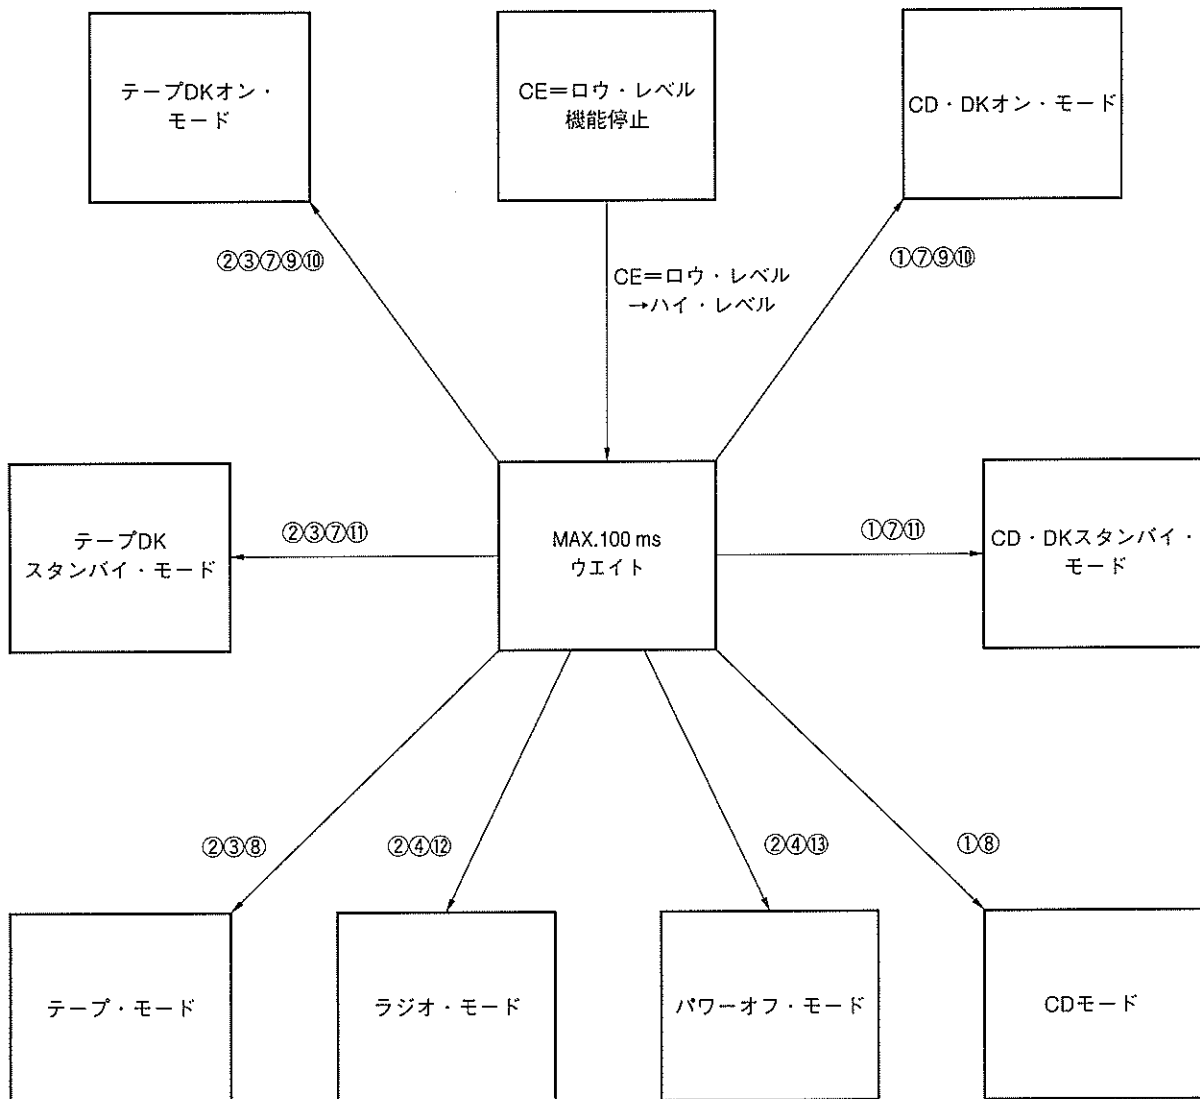 テープDKオン・
モード
CE=ロウ・レベル
機能停止
CD・DKオン・モード
②③⑦⑨⑩
CE=ロウ・レベル
→ハイ・レベル
①⑦⑨⑩
テープDK
スタンバイ・モード
②③⑦⑪
MAX.100 ms
ウエイト
①⑦⑪
CD・DKスタンバイ・
モード
②③⑧
②④⑫
②④⑬
①⑧
テープ・モード
ラジオ・モード
パワーオフ・モード
CDモード